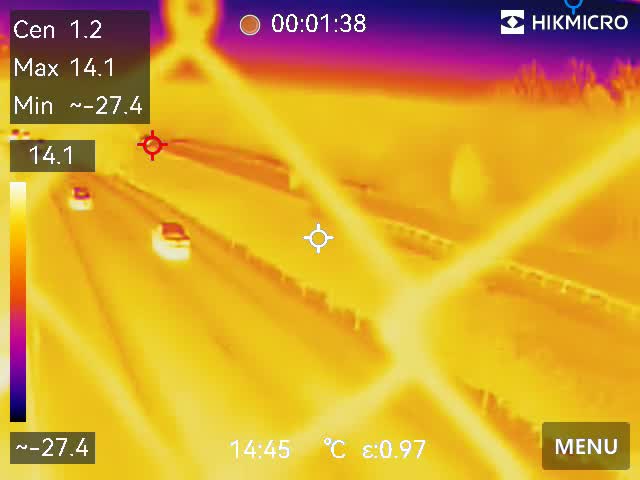 Cen 1.2
Max 14.1
Min ~-27.4
00:01:38
HIKMICRO
14.1
~-27.4
14:45 ℃ ε:0.97
MENU